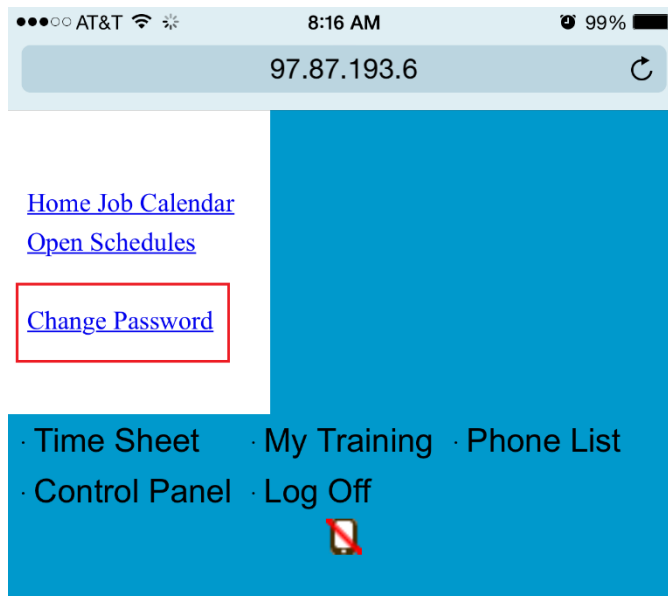 AT&T 8:16 AM 99%
97.87.193.6
Home Job Calendar
Open Schedules
Change Password
· Time Sheet · My Training · Phone List
· Control Panel · Log Off